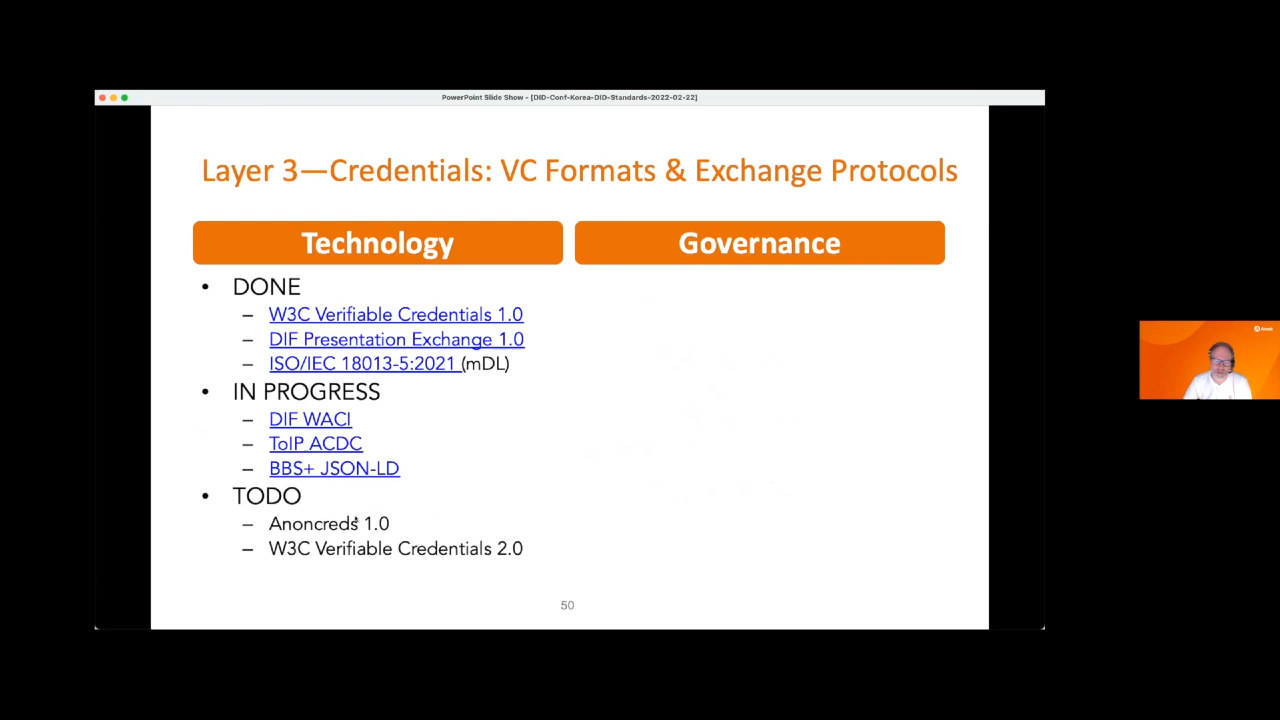 PowerPoint Slide Show - [DID-Conf-Korea-DID-Standards-2022-02-22]
Layer 3—Credentials: VC Formats & Exchange Protocols
Technology
Governance
• DONE
– W3C Verifiable Credentials 1.0
– DIF Presentation Exchange 1.0
– ISO/IEC 18013-5:2021 (mDL)
• IN PROGRESS
– DIF WACI
– ToIP ACDC
– BBS+ JSON-LD
• TODO
– Anoncreds 1.0
– W3C Verifiable Credentials 2.0
50